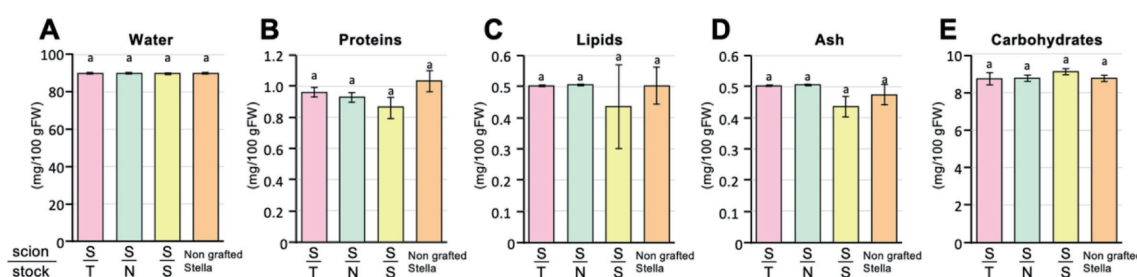 A Water
(mg/100 gFW)
100
80
60
40
20
0
a a a a
B Proteins
(mg/100 gFW)
1.2
1.0
0.8
0.6
0.4
0.2
0
a a a a
C Lipids
(mg/100 gFW)
0.6
0.5
0.4
0.3
0.2
0.1
0
a a a a
D Ash
(mg/100 gFW)
0.6
0.5
0.4
0.3
0.2
0.1
0
a a a a
E Carbohydrates
(mg/100 gFW)
10
8
6
4
2
0
a a a a
scion S S S Non grafted S S S Non grafted S S S Non grafted S S S Non grafted S S S Non grafted
stock T N S Stella T N S Stella T N S Stella T N S Stella T N S Stella